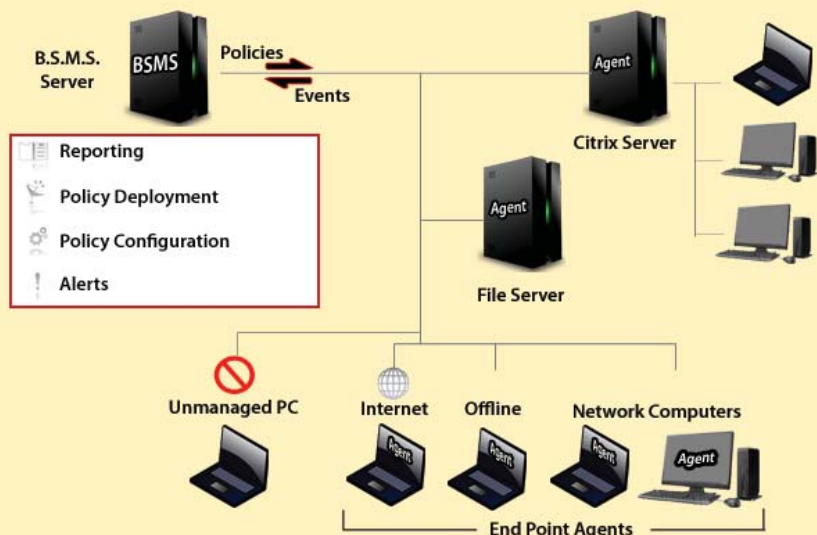 B.S.M.S.
Server
BSMS
Policies
Events
Agent
Citrix Server
Reporting
Policy Deployment
Policy Configuration
Alerts
Agent
File Server
Unmanaged PC
Internet
Offline
Network Computers
Agent
Agent
Agent
Agent
End Point Agents